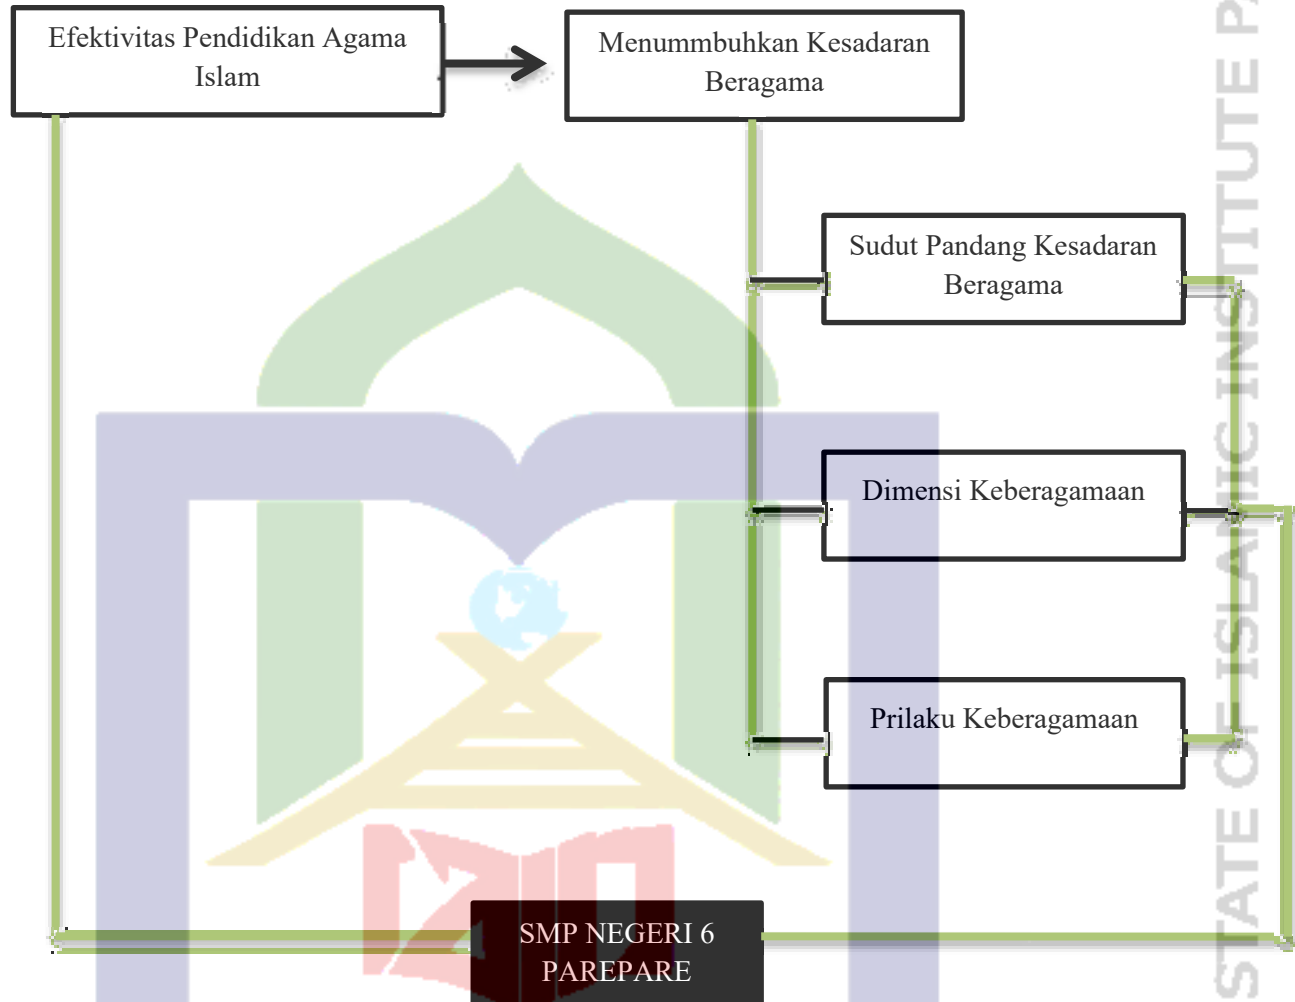 Efektivitas Pendidikan Agama
Islam
Menummbuhkan Kesadaran
Beragama
Sudut Pandang Kesadaran
Beragama
Dimensi Keberagamaan
Prilaku Keberagamaan
SMP NEGERI 6
PAREPARE
STATE OF ISLAMIC INSTITUTE PA